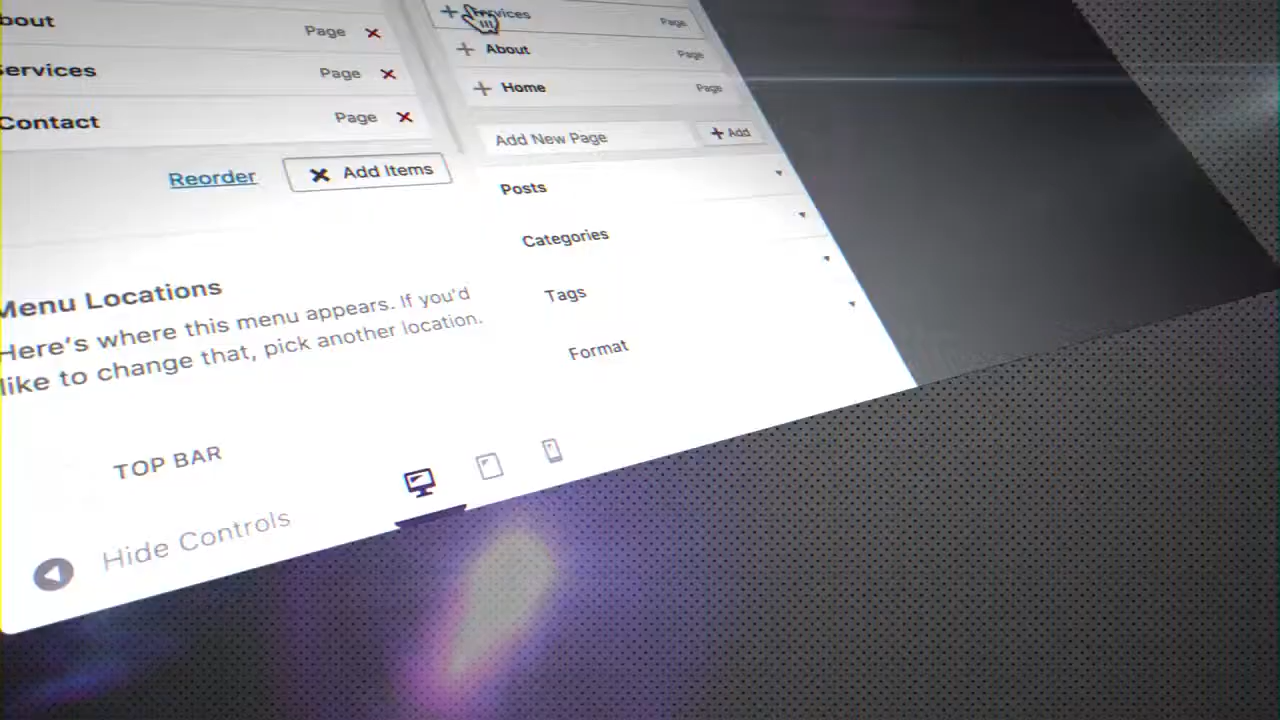 About
Page
Services
Page
Contact
Page
Reorder
Add Items
Menu Locations
Here's where this menu appears. If you'd
like to change that, pick another location.
TOP BAR
Hide Controls
Services
Page
About
Page
Home
Page
Add New Page
Add
Posts
Categories
Tags
Format